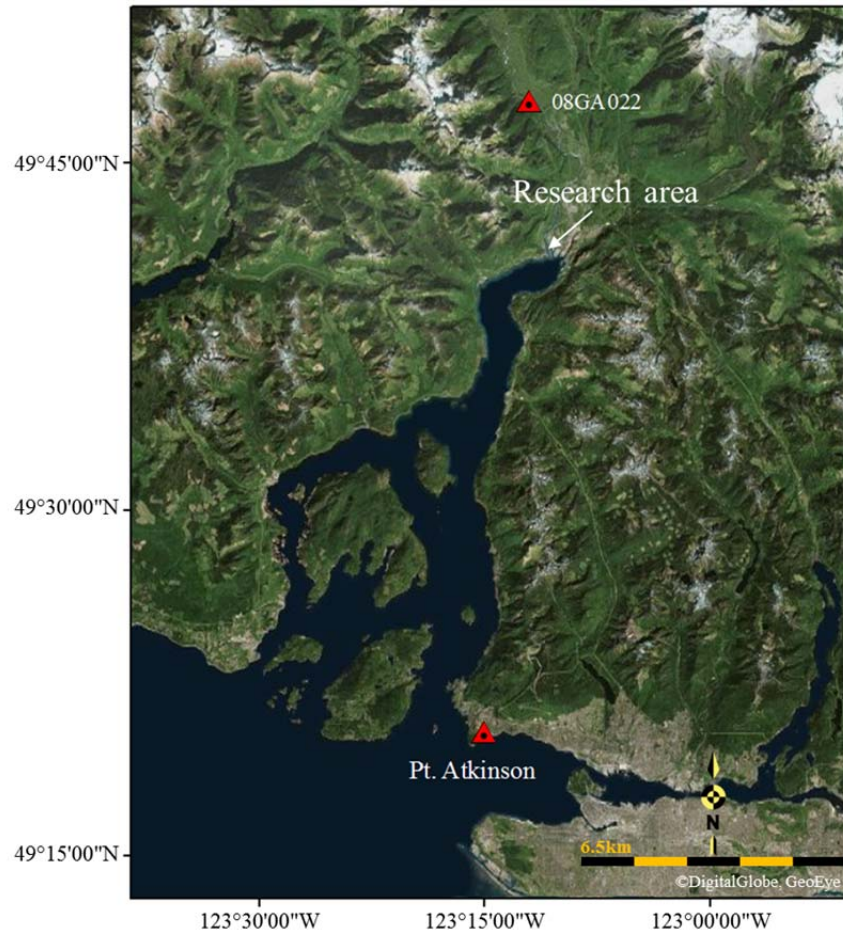 08GA022
49°45'00"N
Research area
49°30'00"N
Pt. Atkinson
N
6.5km
49°15'00"N
©DigitalGlobe, GeoEye
123°30'00"W
123°15'00"W
123°00'00"W